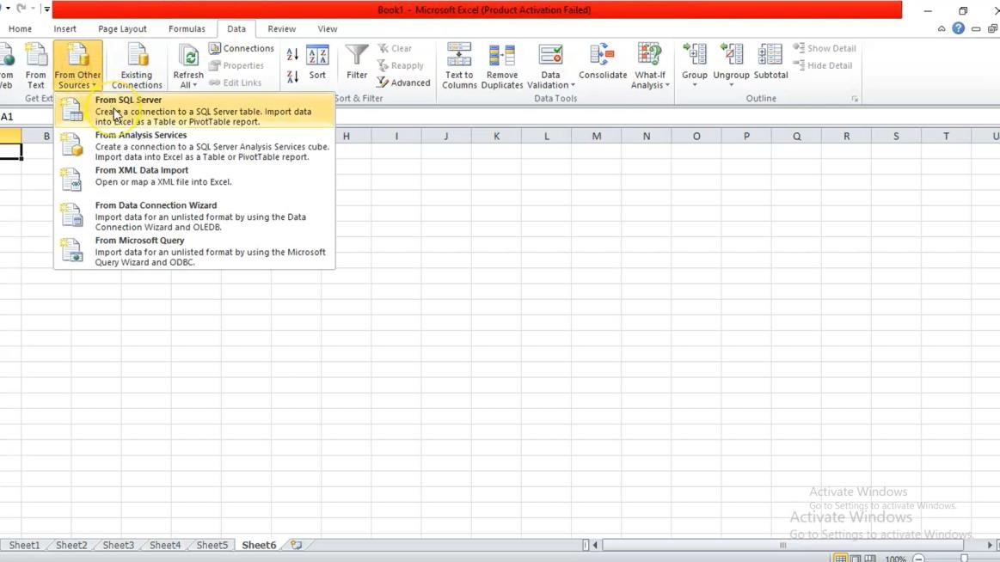 Book1 - Microsoft Excel (Product Activation Failed)
Home Insert Page Layout Formulas Data Review View
From Text
From Other Sources
Existing Connections
Refresh All
Connections
Properties
Edit Links
Sort
Filter
Clear
Reapply
Advanced
Text to Columns
Remove Duplicates
Data Validation
Consolidate
What-If Analysis
Group
Ungroup
Subtotal
Show Detail
Hide Detail
Sort & Filter
Data Tools
Outline
A1
From SQL Server
Create a connection to a SQL Server table. Import data
into Excel as a Table or PivotTable report.
From Analysis Services
Create a connection to a SQL Server Analysis Services cube.
Import data into Excel as a Table or PivotTable report.
From XML Data Import
Open or map a XML file into Excel.
From Data Connection Wizard
Import data for an unlisted format by using the Data
Connection Wizard and OLEDB.
From Microsoft Query
Import data for an unlisted format by using the Microsoft
Query Wizard and ODBC.
B H I J K L M N O P Q R S T U
Activate Windows
Go to Settings to activate Windows.
Activate Windows
Go to Settings to activate Windows.
Sheet1 Sheet2 Sheet3 Sheet4 Sheet5 Sheet6
100%